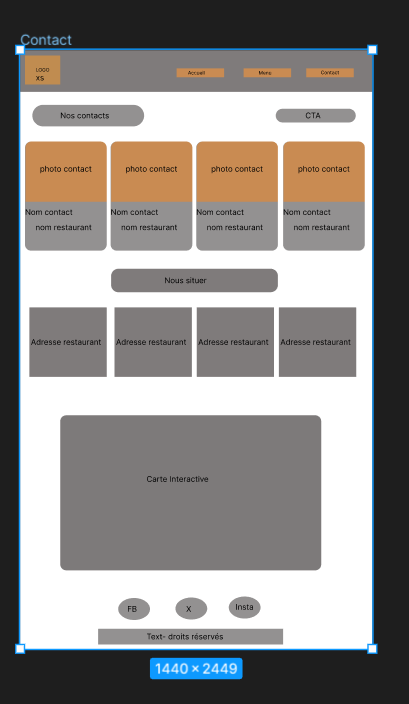 Contact
LOGO
XS
Accueil
Menu
Contact
Nos contacts
CTA
photo contact
photo contact
photo contact
photo contact
Nom contact
nom restaurant
Nom contact
nom restaurant
Nom contact
nom restaurant
Nom contact
nom restaurant
Nous situer
Adresse restaurant
Adresse restaurant
Adresse restaurant
Adresse restaurant
Carte Interactive
FB
X
Insta
Text- droits réservés
1440 × 2449